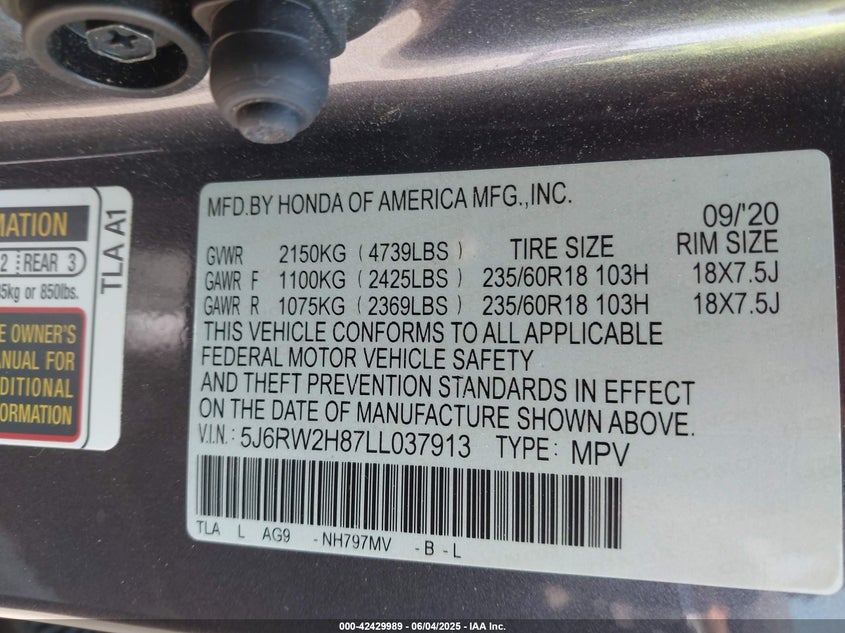 MATION
2 REAR 3
5kg or 850lbs.
E OWNER'S
ANUAL FOR
DITIONAL
ORMATION
TLA A1
MFD.BY HONDA OF AMERICA MFG.,INC.
09/'20
GVWR 2150KG (4739LBS) TIRE SIZE RIM SIZE
GAWR F 1100KG (2425LBS) 235/60R18 103H 18X7.5J
GAWR R 1075KG (2369LBS) 235/60R18 103H 18X7.5J
THIS VEHICLE CONFORMS TO ALL APPLICABLE
FEDERAL MOTOR VEHICLE SAFETY
AND THEFT PREVENTION STANDARDS IN EFFECT
ON THE DATE OF MANUFACTURE SHOWN ABOVE.
V.I.N.: 5J6RW2H87LL037913 TYPE: MPV
TLA L AG9 -NH797MV -B-L
000-42429989 - 06/04/2025 - IAA Inc.